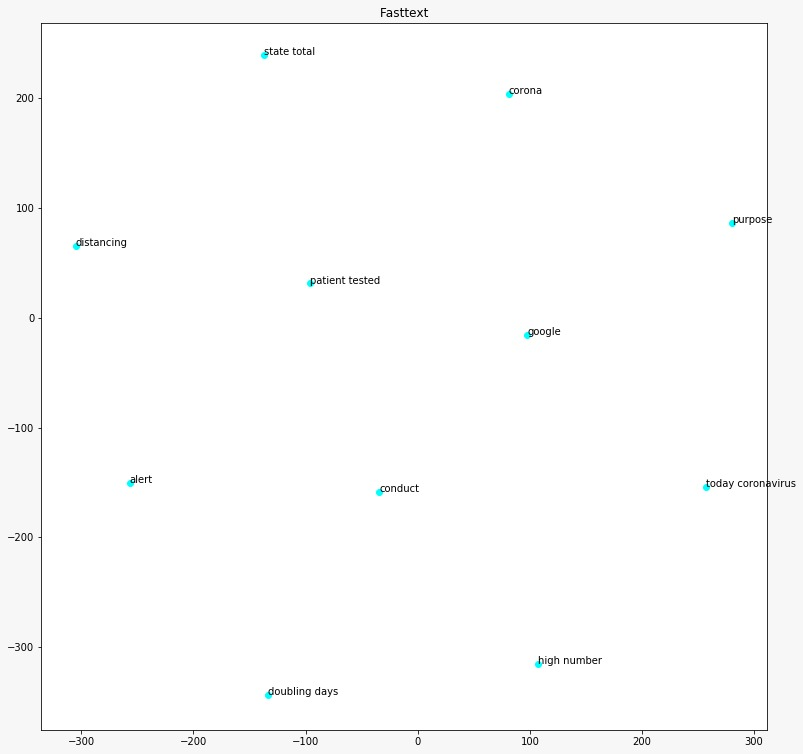 Fasttext
state total
corona
200
purpose
100
distancing
patient tested
0
google
−100
alert
conduct
today coronavirus
−200
−300
high number
doubling days
−300
−200
−100
0
100
200
300